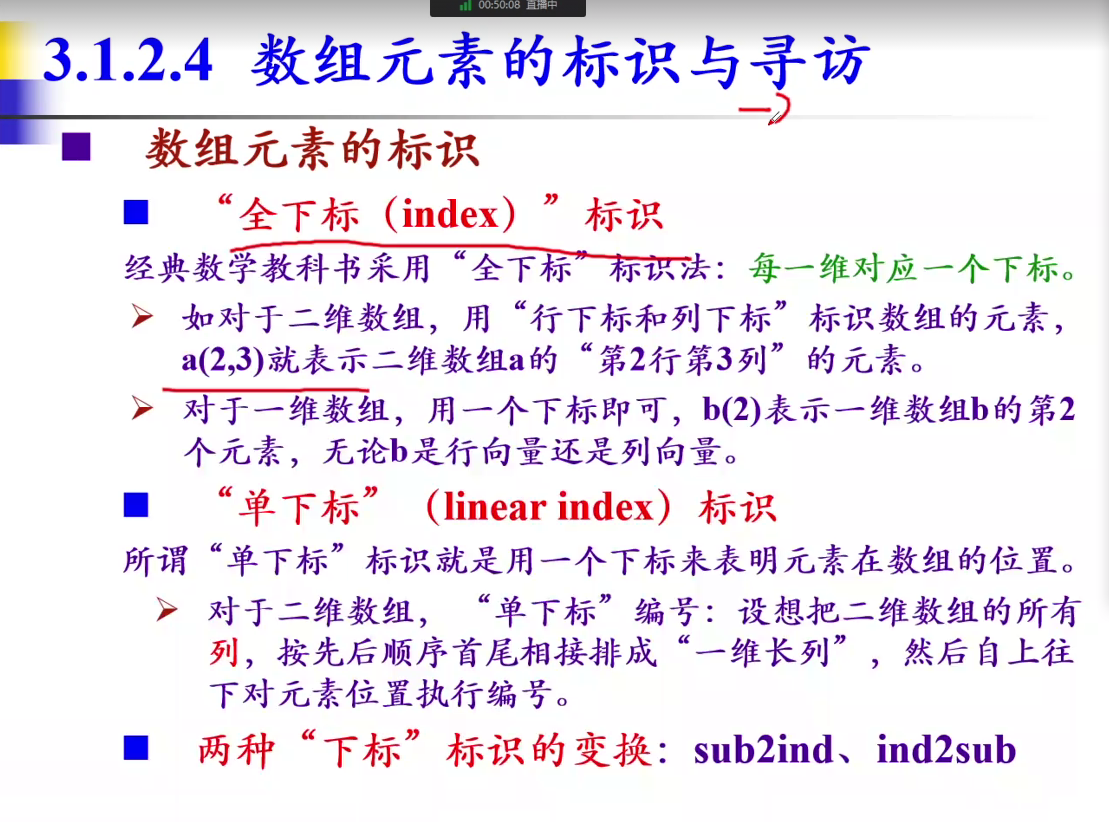 00:50:08 直播中
3.1.2.4 数组元素的标识与寻访
数组元素的标识
“全下标（index）”标识
经典数学教科书采用“全下标”标识法：每一维对应一个下标。
如对于二维数组，用“行下标和列下标”标识数组的元素，
a(2,3)就表示二维数组a的“第2行第3列”的元素。
对于一维数组，用一个下标即可，b(2)表示一维数组b的第2
个元素，无论b是行向量还是列向量。
“单下标”（linear index）标识
所谓“单下标”标识就是用一个下标来表明元素在数组的位置。
对于二维数组，“单下标”编号：设想把二维数组的所有
列，按先后顺序首尾相接排成“一维长列”，然后自上往
下对元素位置执行编号。
两种“下标”标识的变换：sub2ind、ind2sub